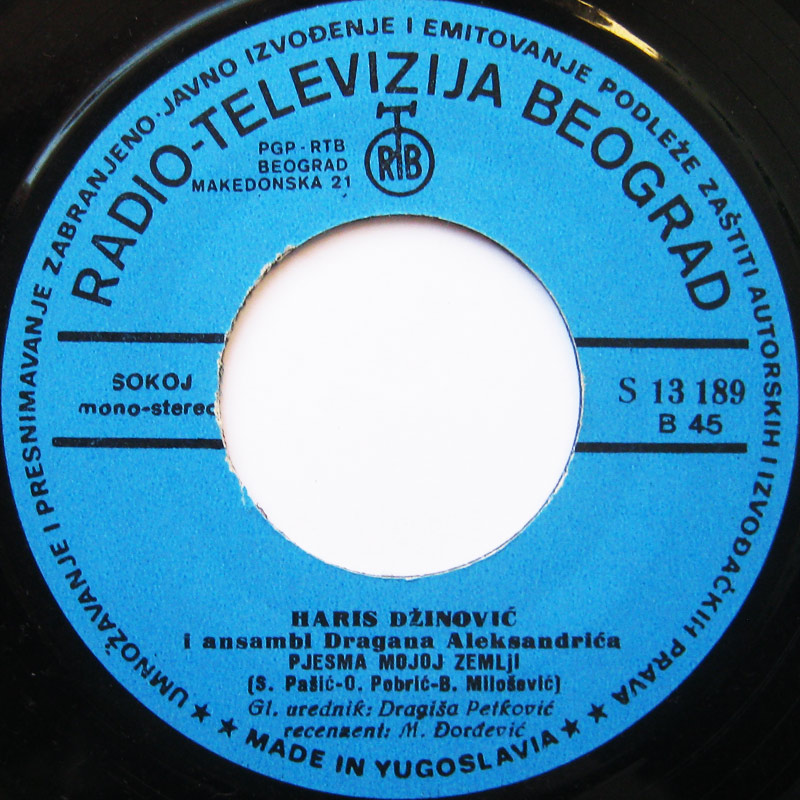 UMNOŽAVANJE I PRESNIMAVANJE ZABRANJENO·JAVNO IZVOĐENJE I EMITOVANJE PODLEŽE ZAŠTITI AUTORSKIH I IZVOĐAČKIH PRAVA
RADIO-TELEVIZIJA BEOGRAD
PGP-RTB
BEOGRAD
MAKEDONSKA 21
RTB
SOKOJ
mono-stereo
S 13 189
B 45
HARIS DŽINOVIĆ
i ansambl Dragana Aleksandrića
PJESMA MOJOJ ZEMLJI
(S. Pašić-O. Pobrić-B. Milošević)
Gl. urednik: Dragiša Petković
recenzent: M. Đorđević
★★ MADE IN YUGOSLAVIA ★★